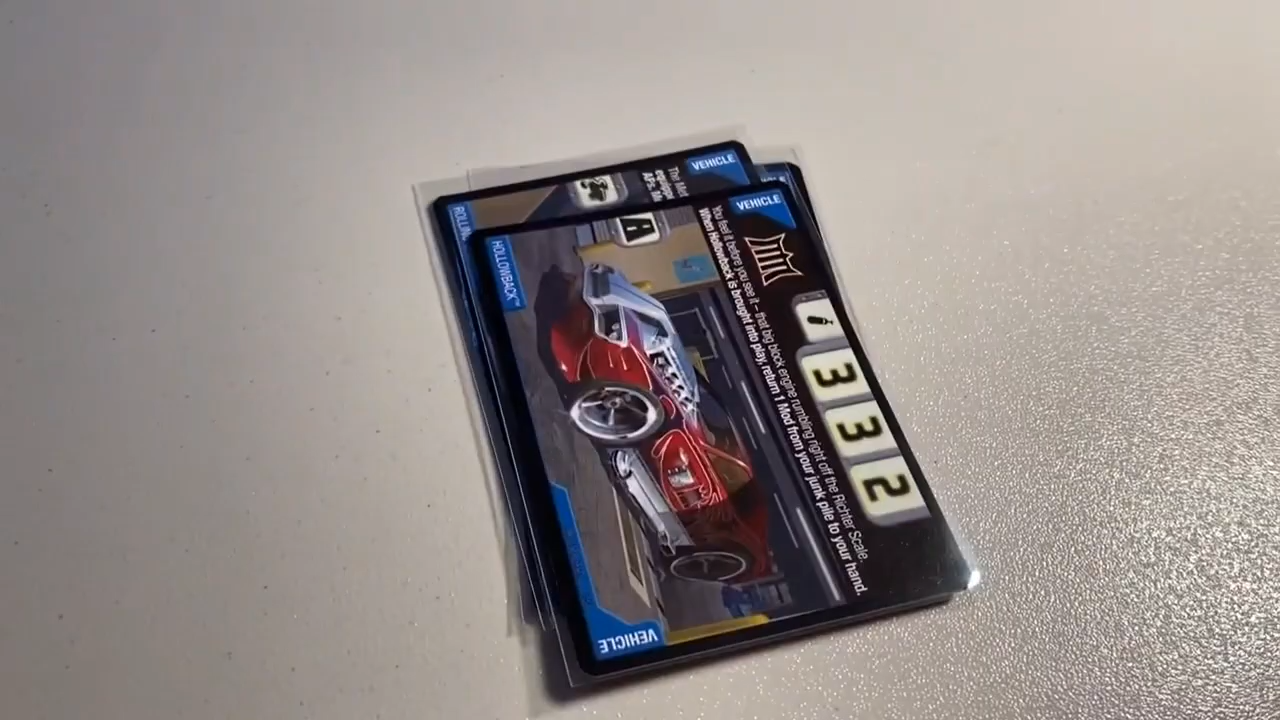 VEHICLE
The Met
VEHICLE
HOLLOWBACK™
You feel it before you see it – that big block engine rumbling right off the Richter Scale.
When Hollowback is brought into play, return 1 Mod from your junk pile to your hand.
3
3
2
VEHICLE